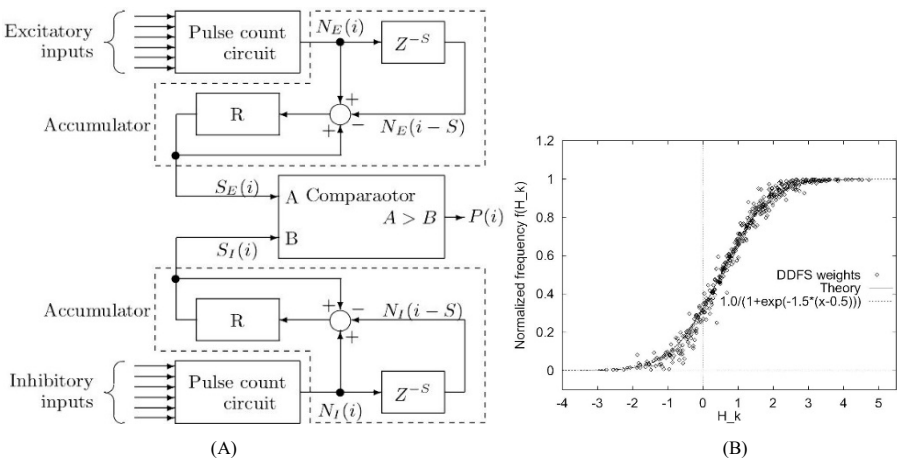 Excitatory
inputs
Pulse count
circuit
N_E(i)
Z^{-S}
R
+
−
+
N_E(i − S)
Accumulator
S_E(i)
A
Comparaotor
A > B
P(i)
B
S_I(i)
Accumulator
R
+
−
+
N_I(i − S)
Inhibitory
inputs
Pulse count
circuit
N_I(i)
Z^{-S}
(A)
Normalized frequency f(H_k)
1.2
1.0
0.8
0.6
0.4
0.2
0
DDFS weights
Theory
1.0/(1+exp(-1.5*(x-0.5)))
-4 -3 -2 -1 0 1 2 3 4 5
H_k
(B)